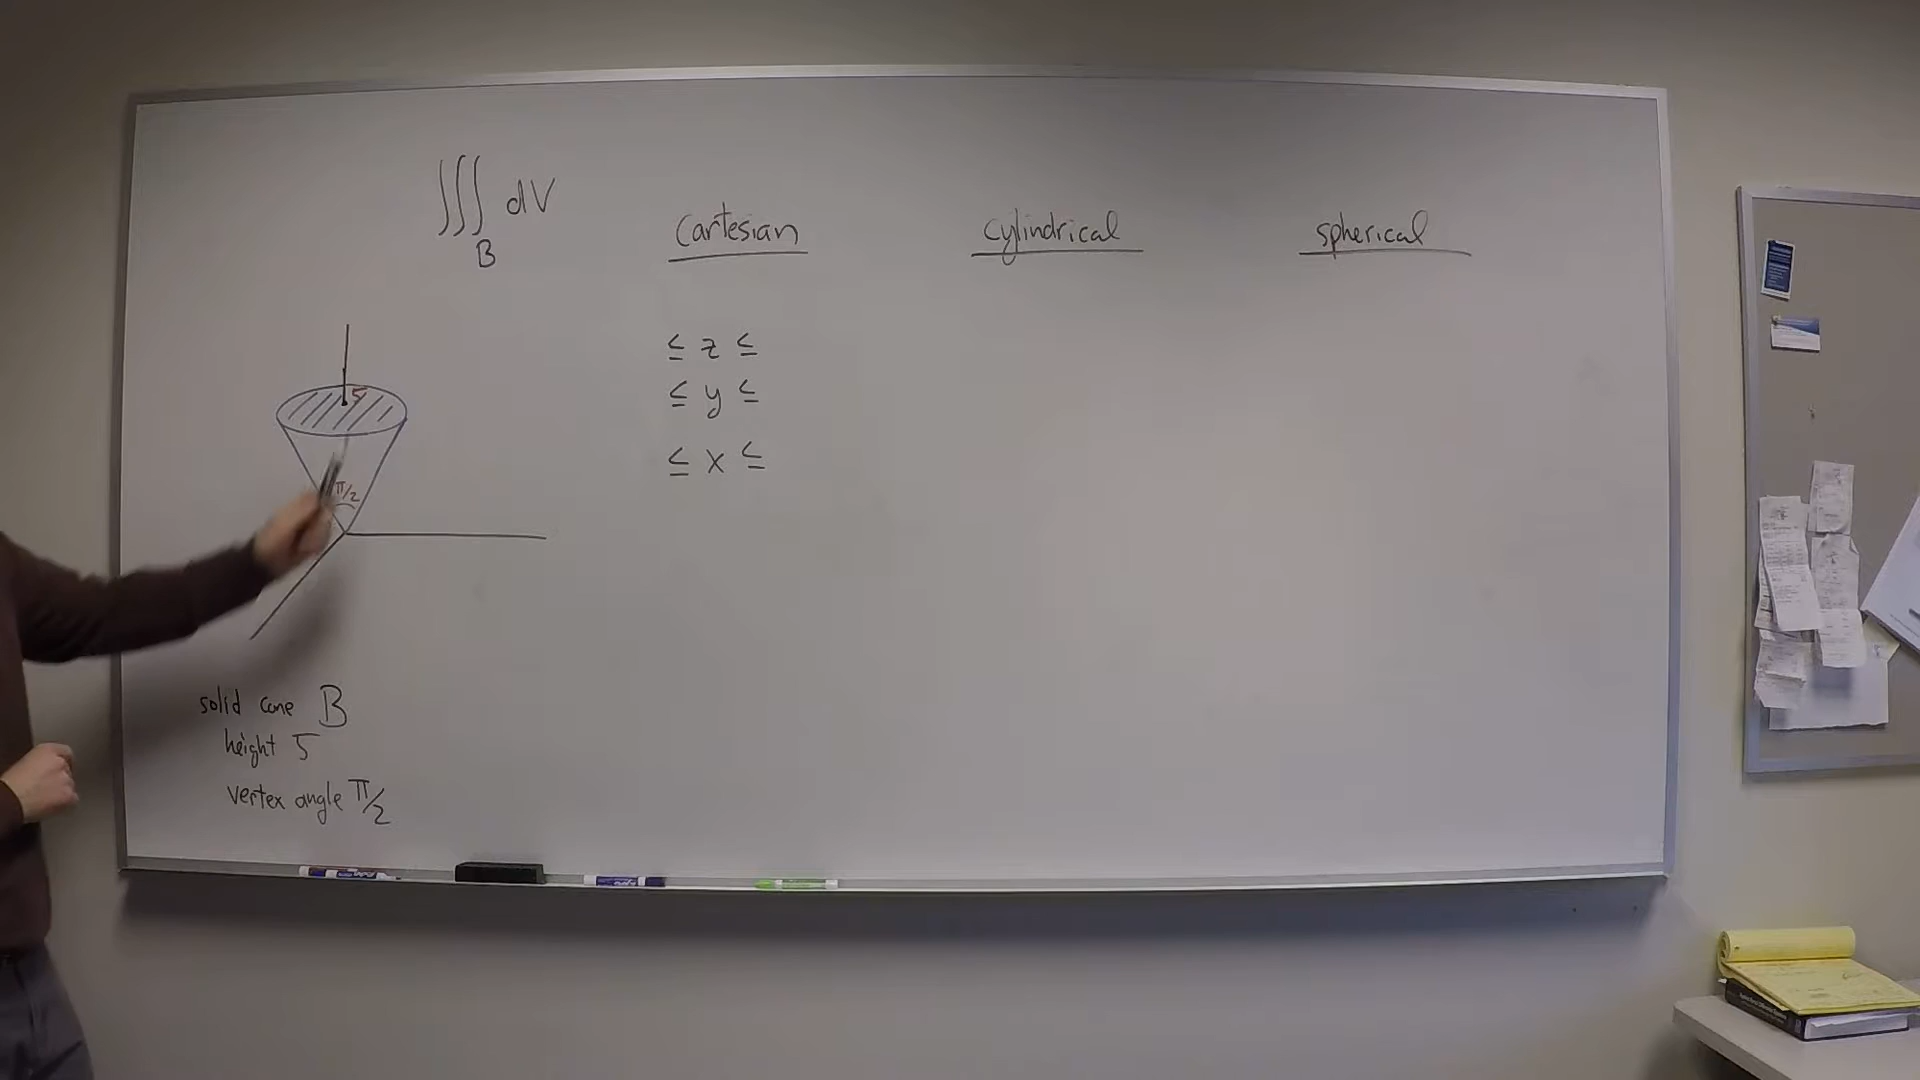 ∭ dV
B
Cartesian
cylindrical
spherical
≤ z ≤
≤ y ≤
≤ x ≤
5
π/2
solid cone B
height 5
vertex angle π/2